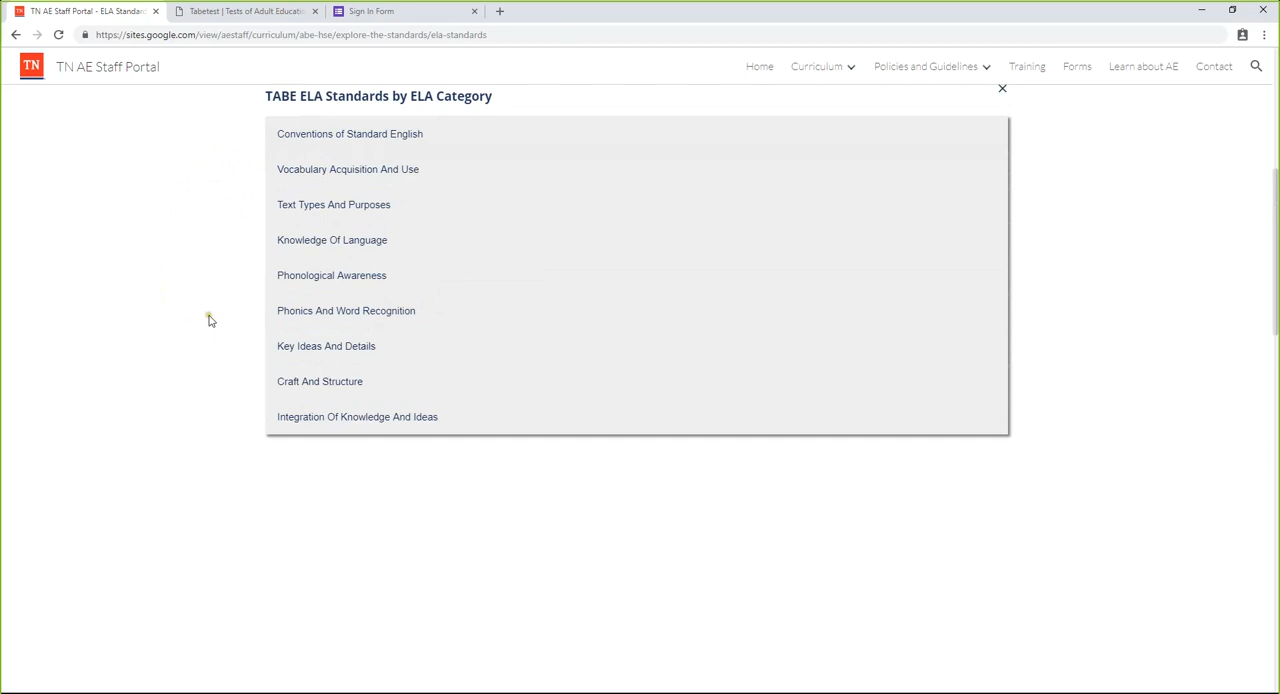 TN AE Staff Portal - ELA Standard
Tabetest | Tests of Adult Educatio
Sign In Form
https://sites.google.com/view/aestaff/curriculum/abe-hse/explore-the-standards/ela-standards
TN
TN AE Staff Portal
Home
Curriculum
Policies and Guidelines
Training
Forms
Learn about AE
Contact
TABE ELA Standards by ELA Category
Conventions of Standard English
Vocabulary Acquisition And Use
Text Types And Purposes
Knowledge Of Language
Phonological Awareness
Phonics And Word Recognition
Key Ideas And Details
Craft And Structure
Integration Of Knowledge And Ideas